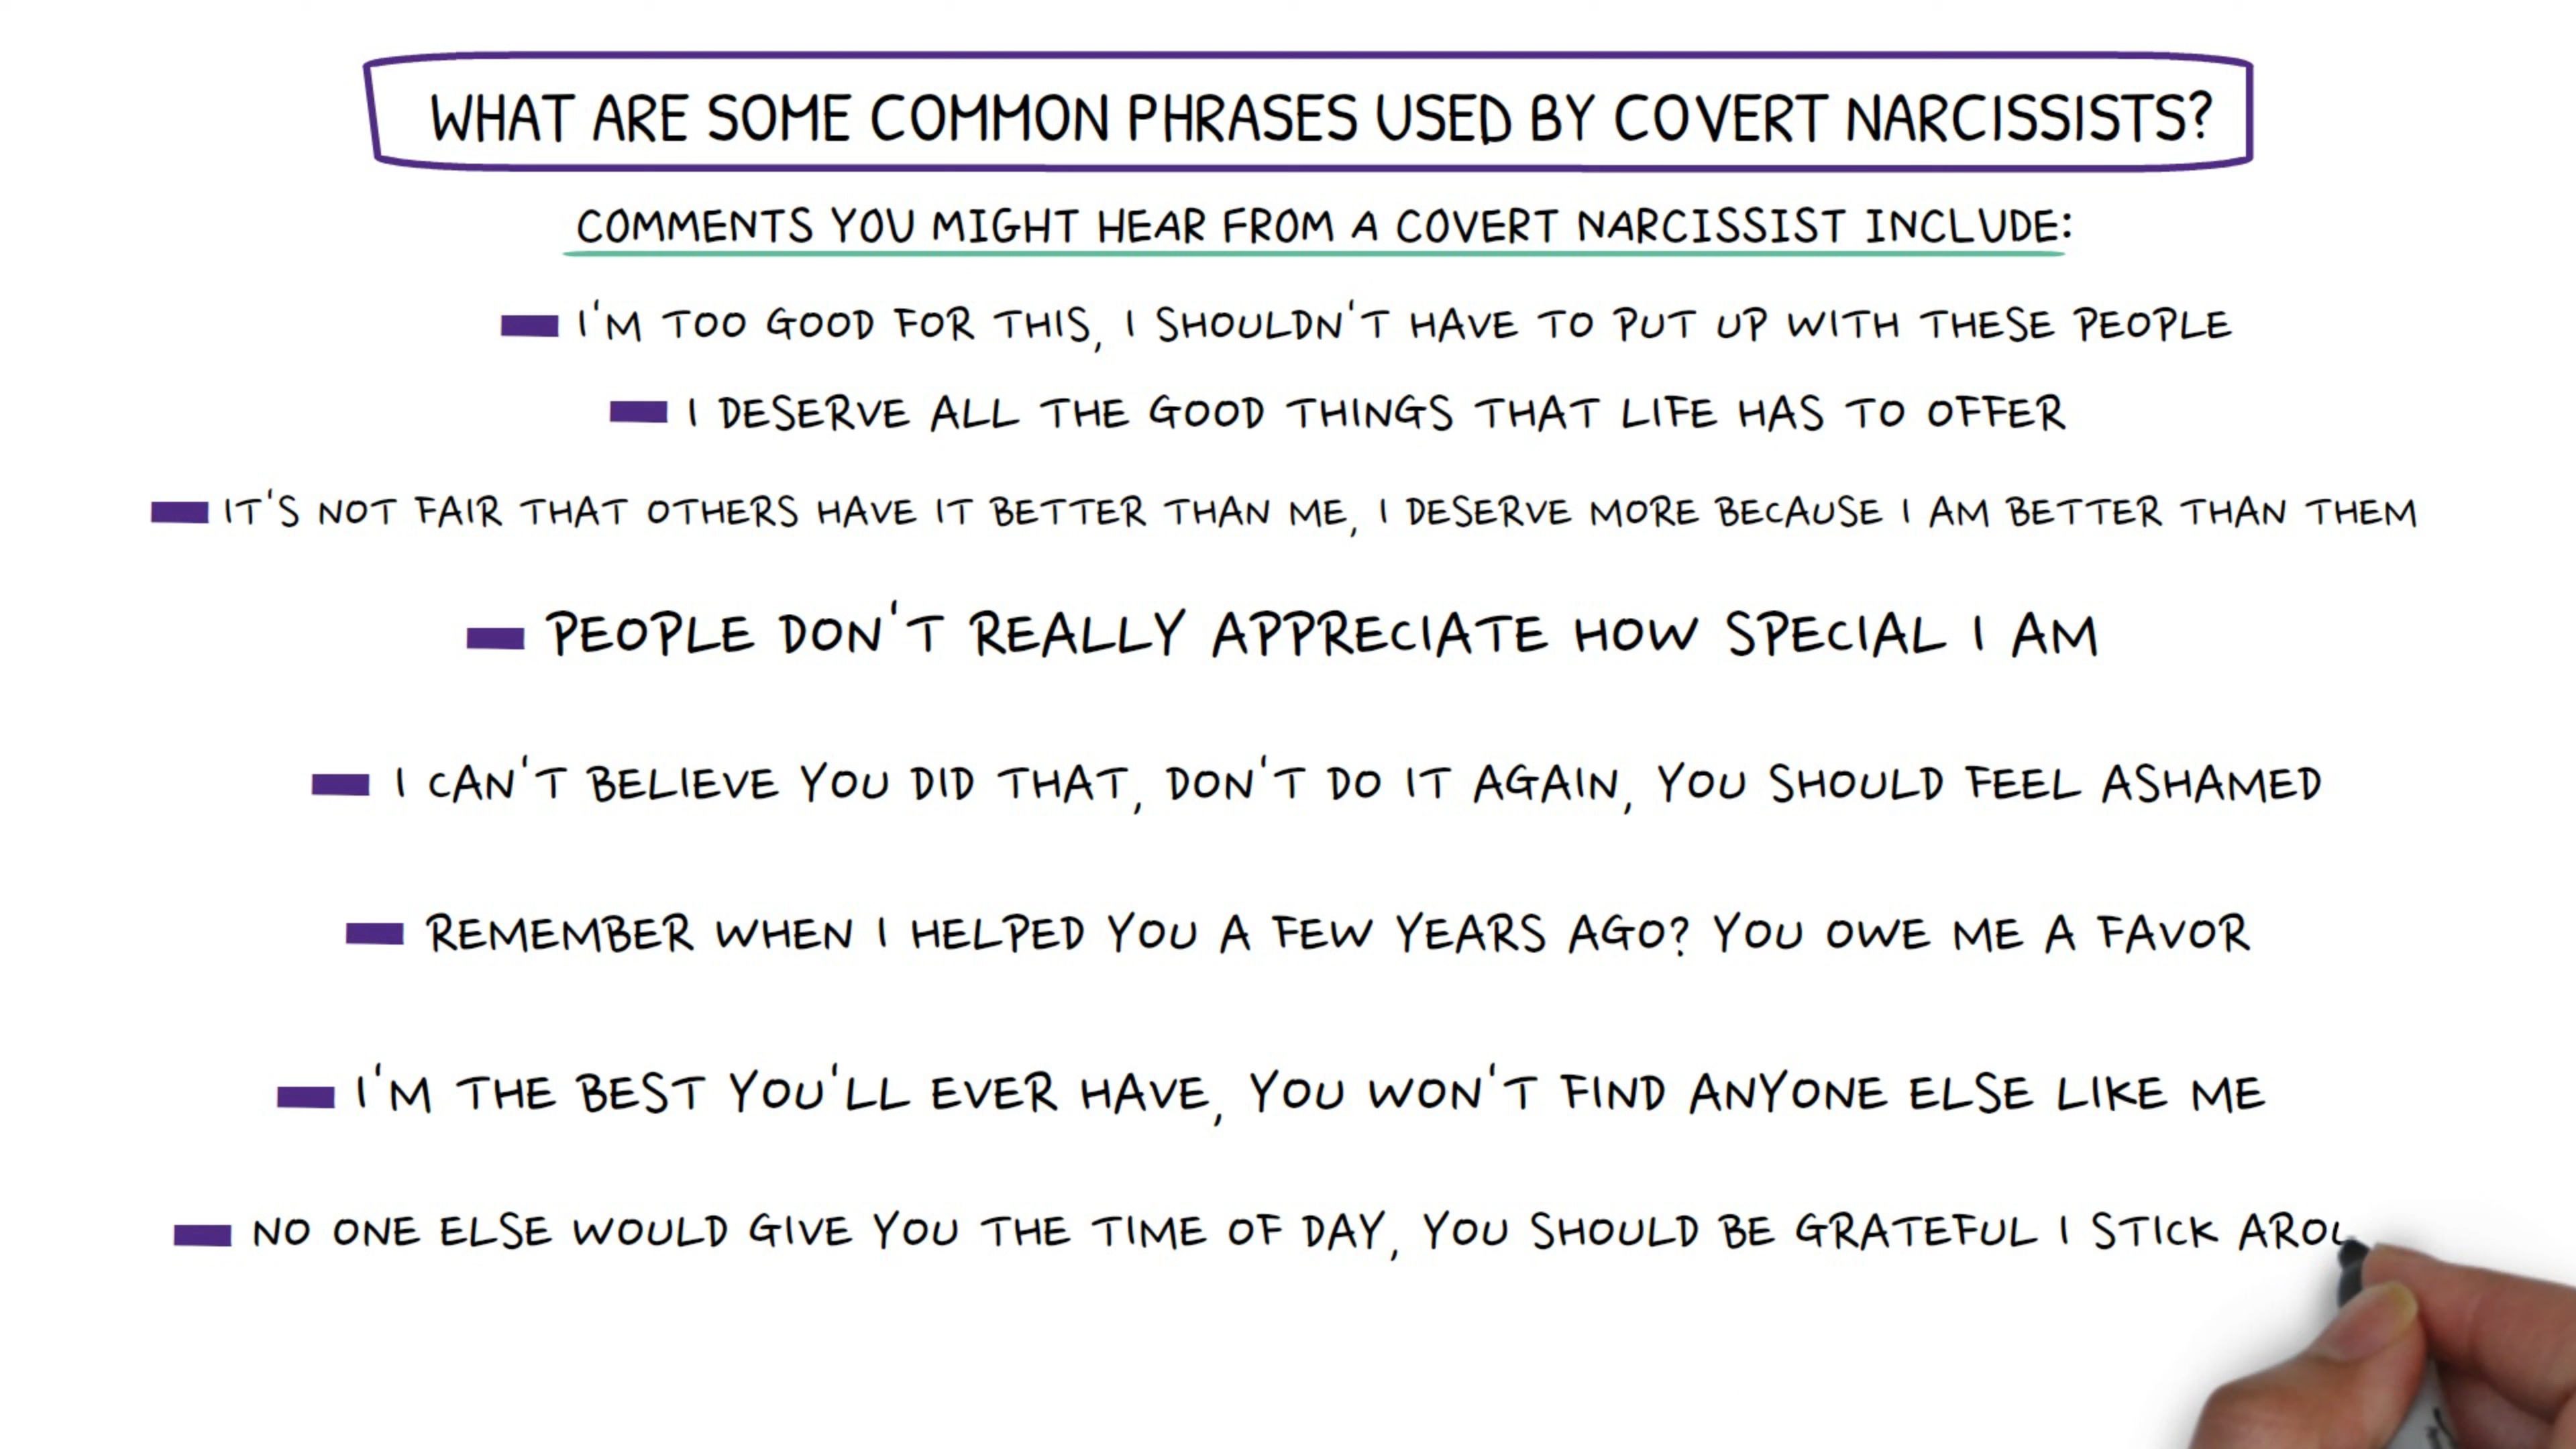 WHAT ARE SOME COMMON PHRASES USED BY COVERT NARCISSISTS?
COMMENTS YOU MIGHT HEAR FROM A COVERT NARCISSIST INCLUDE:
I'M TOO GOOD FOR THIS, I SHOULDN'T HAVE TO PUT UP WITH THESE PEOPLE
I DESERVE ALL THE GOOD THINGS THAT LIFE HAS TO OFFER
IT'S NOT FAIR THAT OTHERS HAVE IT BETTER THAN ME, I DESERVE MORE BECAUSE I AM BETTER THAN THEM
PEOPLE DON'T REALLY APPRECIATE HOW SPECIAL I AM
I CAN'T BELIEVE YOU DID THAT, DON'T DO IT AGAIN, YOU SHOULD FEEL ASHAMED
REMEMBER WHEN I HELPED YOU A FEW YEARS AGO? YOU OWE ME A FAVOR
I'M THE BEST YOU'LL EVER HAVE, YOU WON'T FIND ANYONE ELSE LIKE ME
NO ONE ELSE WOULD GIVE YOU THE TIME OF DAY, YOU SHOULD BE GRATEFUL I STICK